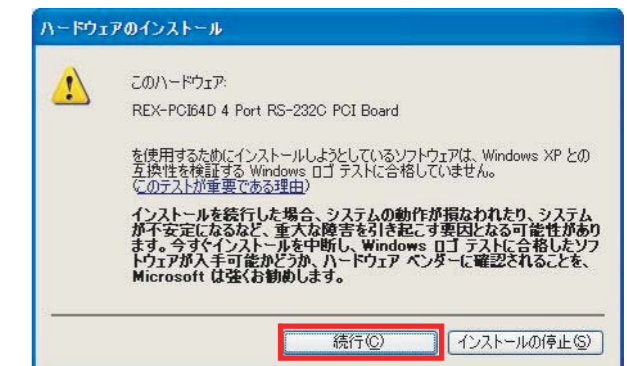 ハードウェアのインストール
このハードウェア:
REX-PCI64D 4 Port RS-232C PCI Board
を使用するためにインストールしようとしているソフトウェアは、Windows XP との
互換性を検証する Windows ロゴ テストに合格していません。
(このテストが重要である理由)
インストールを続行した場合、システムの動作が損なわれたり、システム
が不安定になるなど、重大な障害を引き起こす要因となる可能性があり
ます。今すぐインストールを中断し、Windows ロゴ テストに合格したソフ
トウェアが入手可能かどうか、ハードウェア ベンダーに確認されることを、
Microsoft は強くお勧めします。
続行(C) インストールの停止(S)